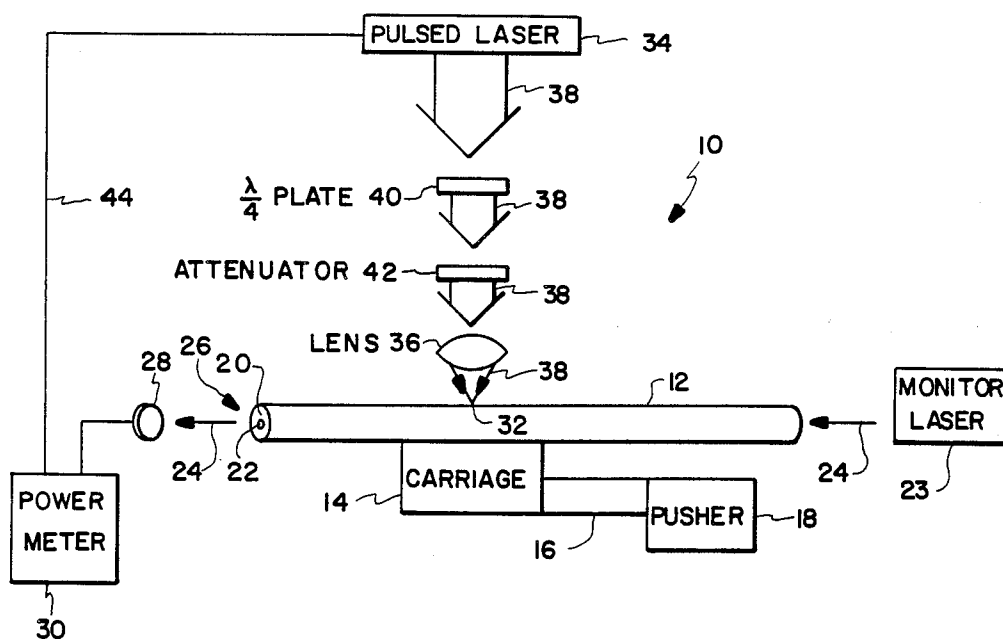 PULSED LASER
34
38
10
λ/4 PLATE 40
38
44
ATTENUATOR 42
38
LENS 36
38
26
20
28
12
MONITOR
LASER
32
24
22
24
23
CARRIAGE
14
POWER
METER
PUSHER
18
16
30